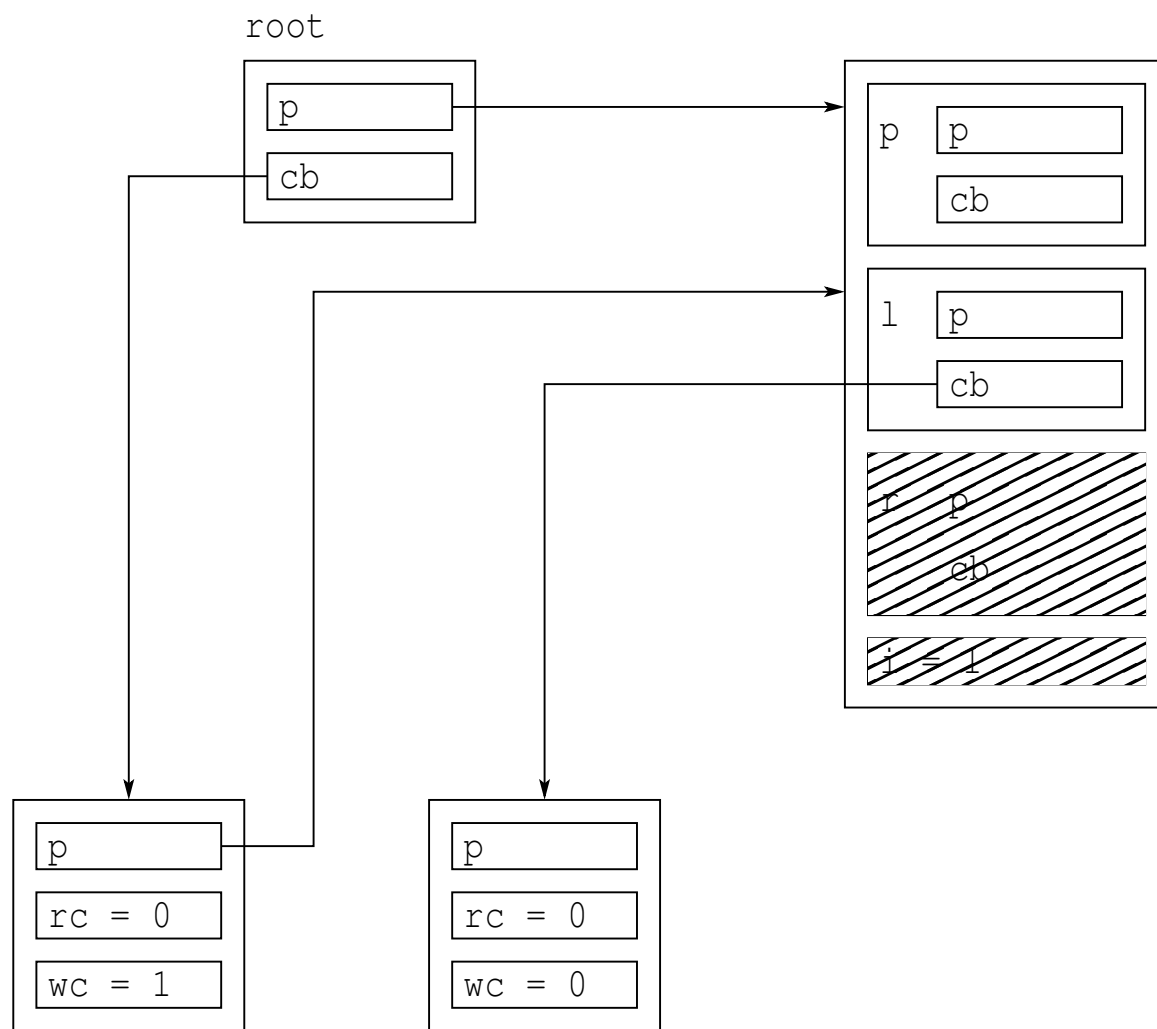 root
p
cb
p p
cb
l p
cb
r p
cb
i = 1
p
rc = 0
wc = 1
p
rc = 0
wc = 0